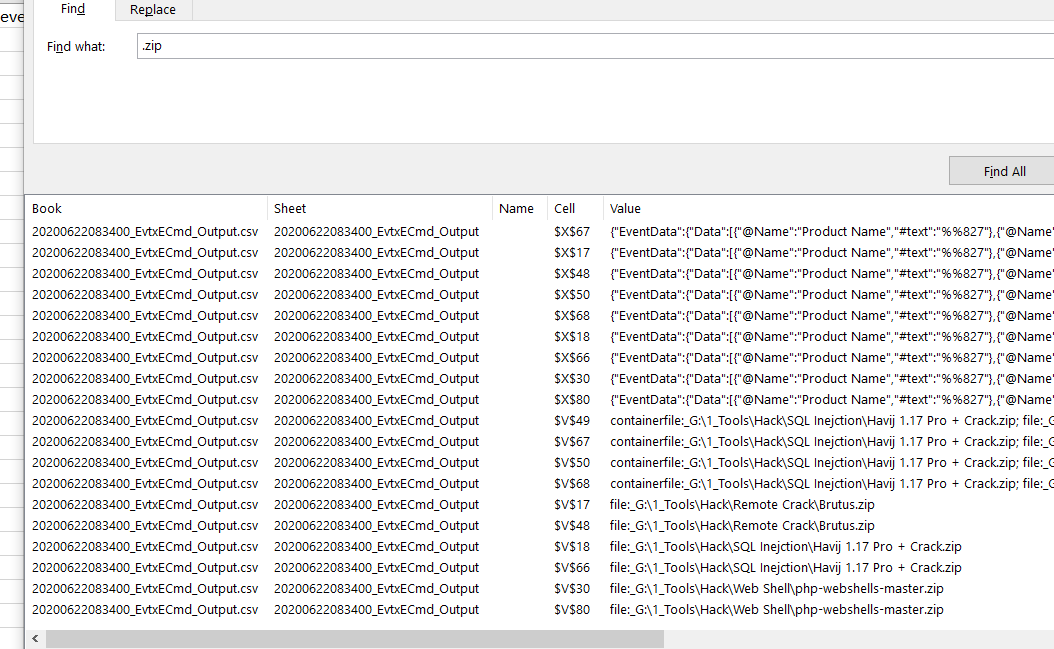 eve
Find Replace
Find what: .zip
Find All
Book Sheet Name Cell Value
20200622083400_EvtxECmd_Output.csv 20200622083400_EvtxECmd_Output $X$67 {"EventData":{"Data":[{"@Name":"Product Name","#text":"%%827"},{"@Name"
20200622083400_EvtxECmd_Output.csv 20200622083400_EvtxECmd_Output $X$17 {"EventData":{"Data":[{"@Name":"Product Name","#text":"%%827"},{"@Name"
20200622083400_EvtxECmd_Output.csv 20200622083400_EvtxECmd_Output $X$48 {"EventData":{"Data":[{"@Name":"Product Name","#text":"%%827"},{"@Name"
20200622083400_EvtxECmd_Output.csv 20200622083400_EvtxECmd_Output $X$50 {"EventData":{"Data":[{"@Name":"Product Name","#text":"%%827"},{"@Name"
20200622083400_EvtxECmd_Output.csv 20200622083400_EvtxECmd_Output $X$68 {"EventData":{"Data":[{"@Name":"Product Name","#text":"%%827"},{"@Name"
20200622083400_EvtxECmd_Output.csv 20200622083400_EvtxECmd_Output $X$18 {"EventData":{"Data":[{"@Name":"Product Name","#text":"%%827"},{"@Name"
20200622083400_EvtxECmd_Output.csv 20200622083400_EvtxECmd_Output $X$66 {"EventData":{"Data":[{"@Name":"Product Name","#text":"%%827"},{"@Name"
20200622083400_EvtxECmd_Output.csv 20200622083400_EvtxECmd_Output $X$30 {"EventData":{"Data":[{"@Name":"Product Name","#text":"%%827"},{"@Name"
20200622083400_EvtxECmd_Output.csv 20200622083400_EvtxECmd_Output $X$80 {"EventData":{"Data":[{"@Name":"Product Name","#text":"%%827"},{"@Name"
20200622083400_EvtxECmd_Output.csv 20200622083400_EvtxECmd_Output $V$49 containerfile:_G:\1_Tools\Hack\SQL Inejction\Havij 1.17 Pro + Crack.zip; file:_G
20200622083400_EvtxECmd_Output.csv 20200622083400_EvtxECmd_Output $V$67 containerfile:_G:\1_Tools\Hack\SQL Inejction\Havij 1.17 Pro + Crack.zip; file:_G
20200622083400_EvtxECmd_Output.csv 20200622083400_EvtxECmd_Output $V$50 containerfile:_G:\1_Tools\Hack\SQL Inejction\Havij 1.17 Pro + Crack.zip; file:_G
20200622083400_EvtxECmd_Output.csv 20200622083400_EvtxECmd_Output $V$68 containerfile:_G:\1_Tools\Hack\SQL Inejction\Havij 1.17 Pro + Crack.zip; file:_G
20200622083400_EvtxECmd_Output.csv 20200622083400_EvtxECmd_Output $V$17 file:_G:\1_Tools\Hack\Remote Crack\Brutus.zip
20200622083400_EvtxECmd_Output.csv 20200622083400_EvtxECmd_Output $V$48 file:_G:\1_Tools\Hack\Remote Crack\Brutus.zip
20200622083400_EvtxECmd_Output.csv 20200622083400_EvtxECmd_Output $V$18 file:_G:\1_Tools\Hack\SQL Inejction\Havij 1.17 Pro + Crack.zip
20200622083400_EvtxECmd_Output.csv 20200622083400_EvtxECmd_Output $V$66 file:_G:\1_Tools\Hack\SQL Inejction\Havij 1.17 Pro + Crack.zip
20200622083400_EvtxECmd_Output.csv 20200622083400_EvtxECmd_Output $V$30 file:_G:\1_Tools\Hack\Web Shell\php-webshells-master.zip
20200622083400_EvtxECmd_Output.csv 20200622083400_EvtxECmd_Output $V$80 file:_G:\1_Tools\Hack\Web Shell\php-webshells-master.zip